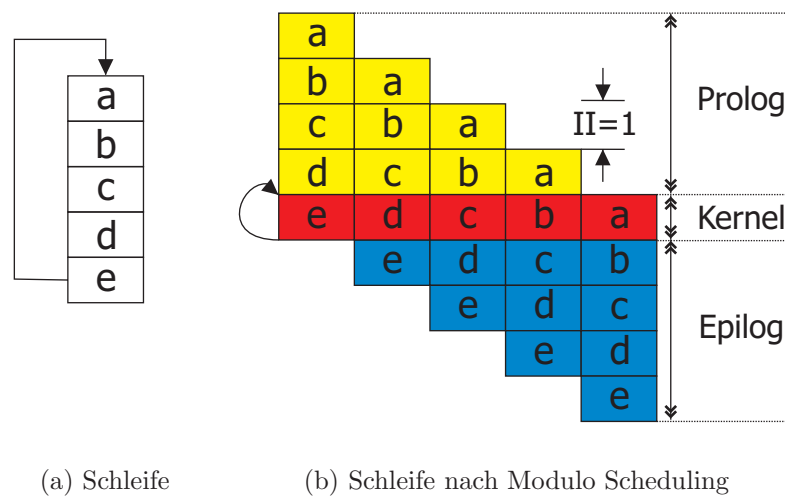 a
b
c
d
e
a
b a
c b a
d c b a
e d c b a
e d c b
e d c
e d
e
II=1
Prolog
Kernel
Epilog
(a) Schleife
(b) Schleife nach Modulo Scheduling